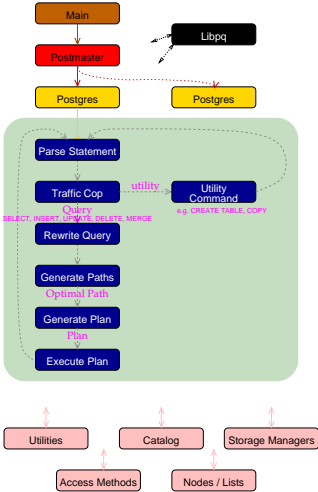 Main
Libpq
Postmaster
Postgres
Postgres
Parse Statement
Traffic Cop
utility
Utility
Command
Query
SELECT, INSERT, UPDATE, DELETE, MERGE
e.g. CREATE TABLE, COPY
Rewrite Query
Generate Paths
Optimal Path
Generate Plan
Plan
Execute Plan
Utilities
Catalog
Storage Managers
Access Methods
Nodes / Lists